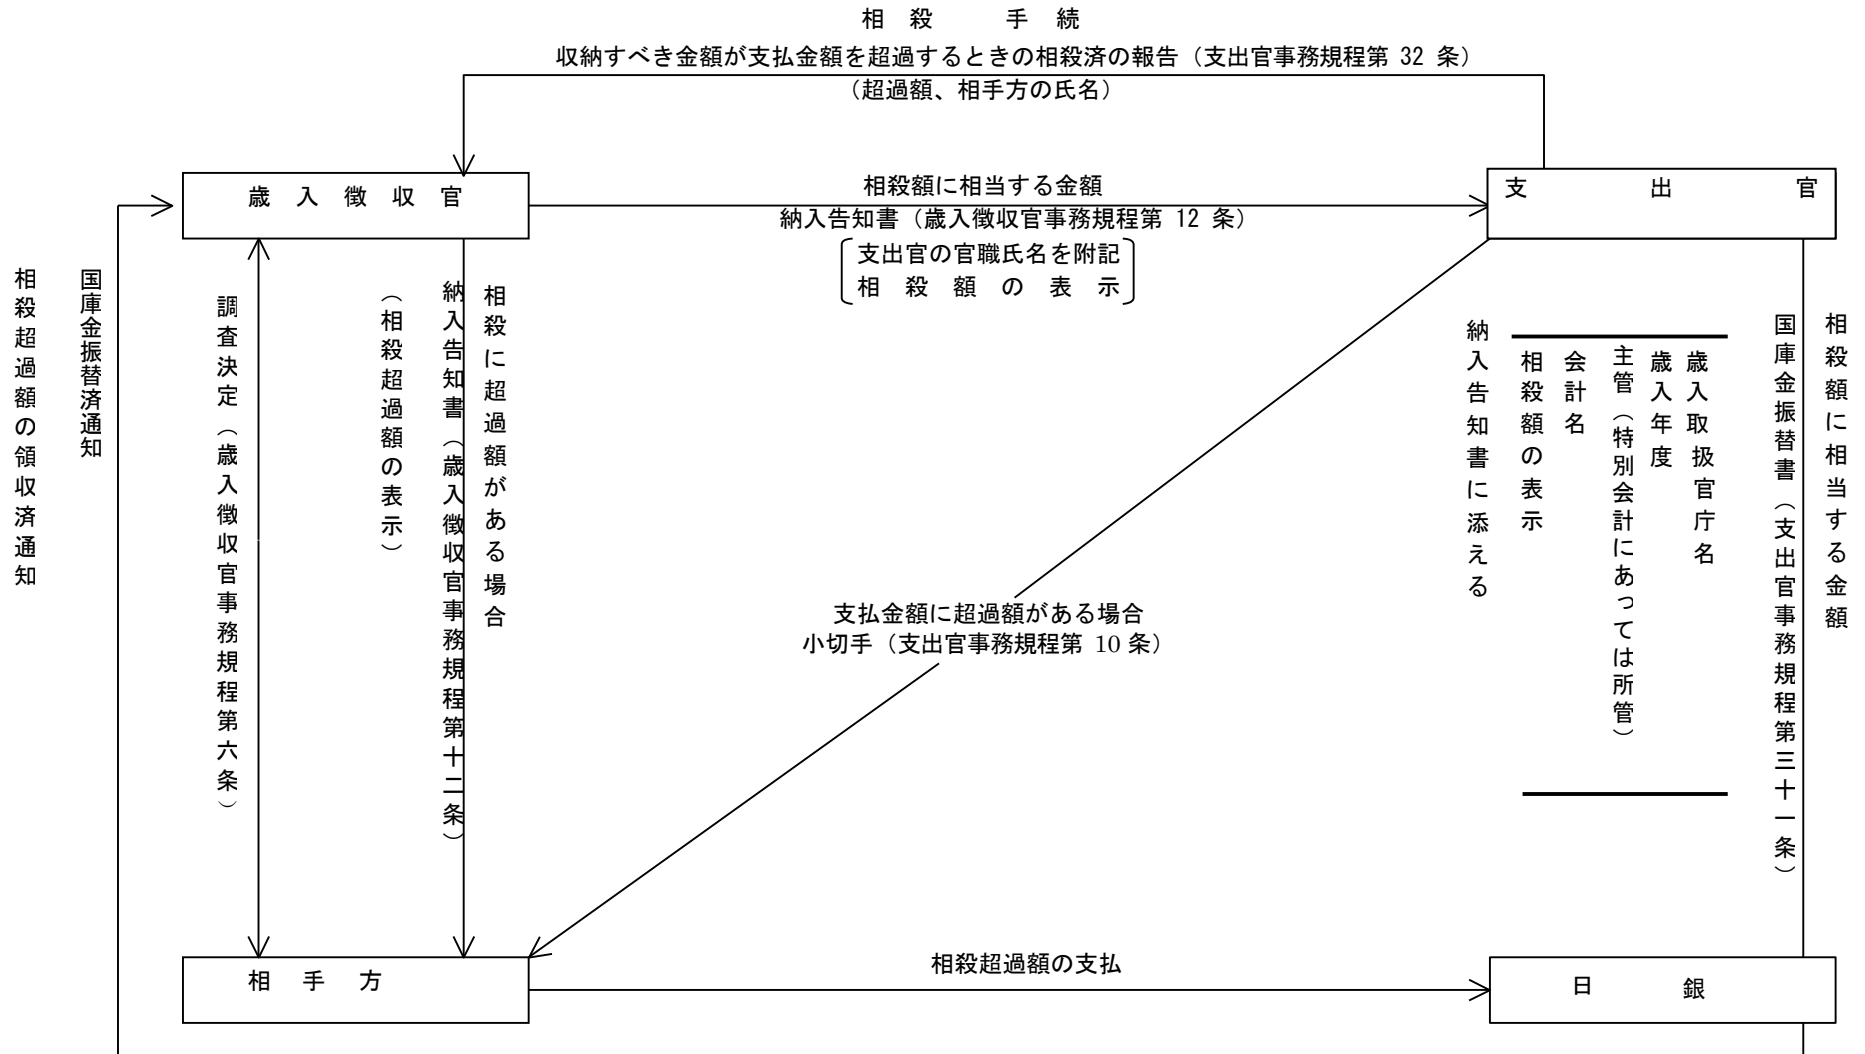 相殺 手続
収納すべき金額が支払金額を超過するときの相殺済の報告（支出官事務規程第 32 条）
（超過額、相手方の氏名）
歳入徴収官
相殺額に相当する金額
納入告知書（歳入徴収官事務規程第 12 条）
支出官の官職氏名を附記
相殺額の表示
支出官
相殺額に相当する金額
国庫金振替書（支出官事務規程第三十一条）
歳入取扱官庁名
歳入年度
主管（特別会計にあっては所管）
会計名
相殺額の表示
納入告知書に添える
相殺に超過額がある場合
納入告知書（歳入徴収官事務規程第十二条）
（相殺超過額の表示）
調査決定（歳入徴収官事務規程第六条）
国庫金振替済通知
相殺超過額の領収済通知
支払金額に超過額がある場合
小切手（支出官事務規程第 10 条）
相手方
相殺超過額の支払
日銀